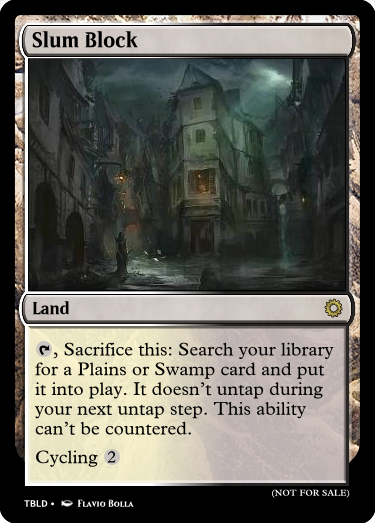 Slum Block
Land
, Sacrifice this: Search your library
for a Plains or Swamp card and put
it into play. It doesn't untap during
your next untap step. This ability
can't be countered.
Cycling 2
(NOT FOR SALE)
TBLD • Flavio Bolla